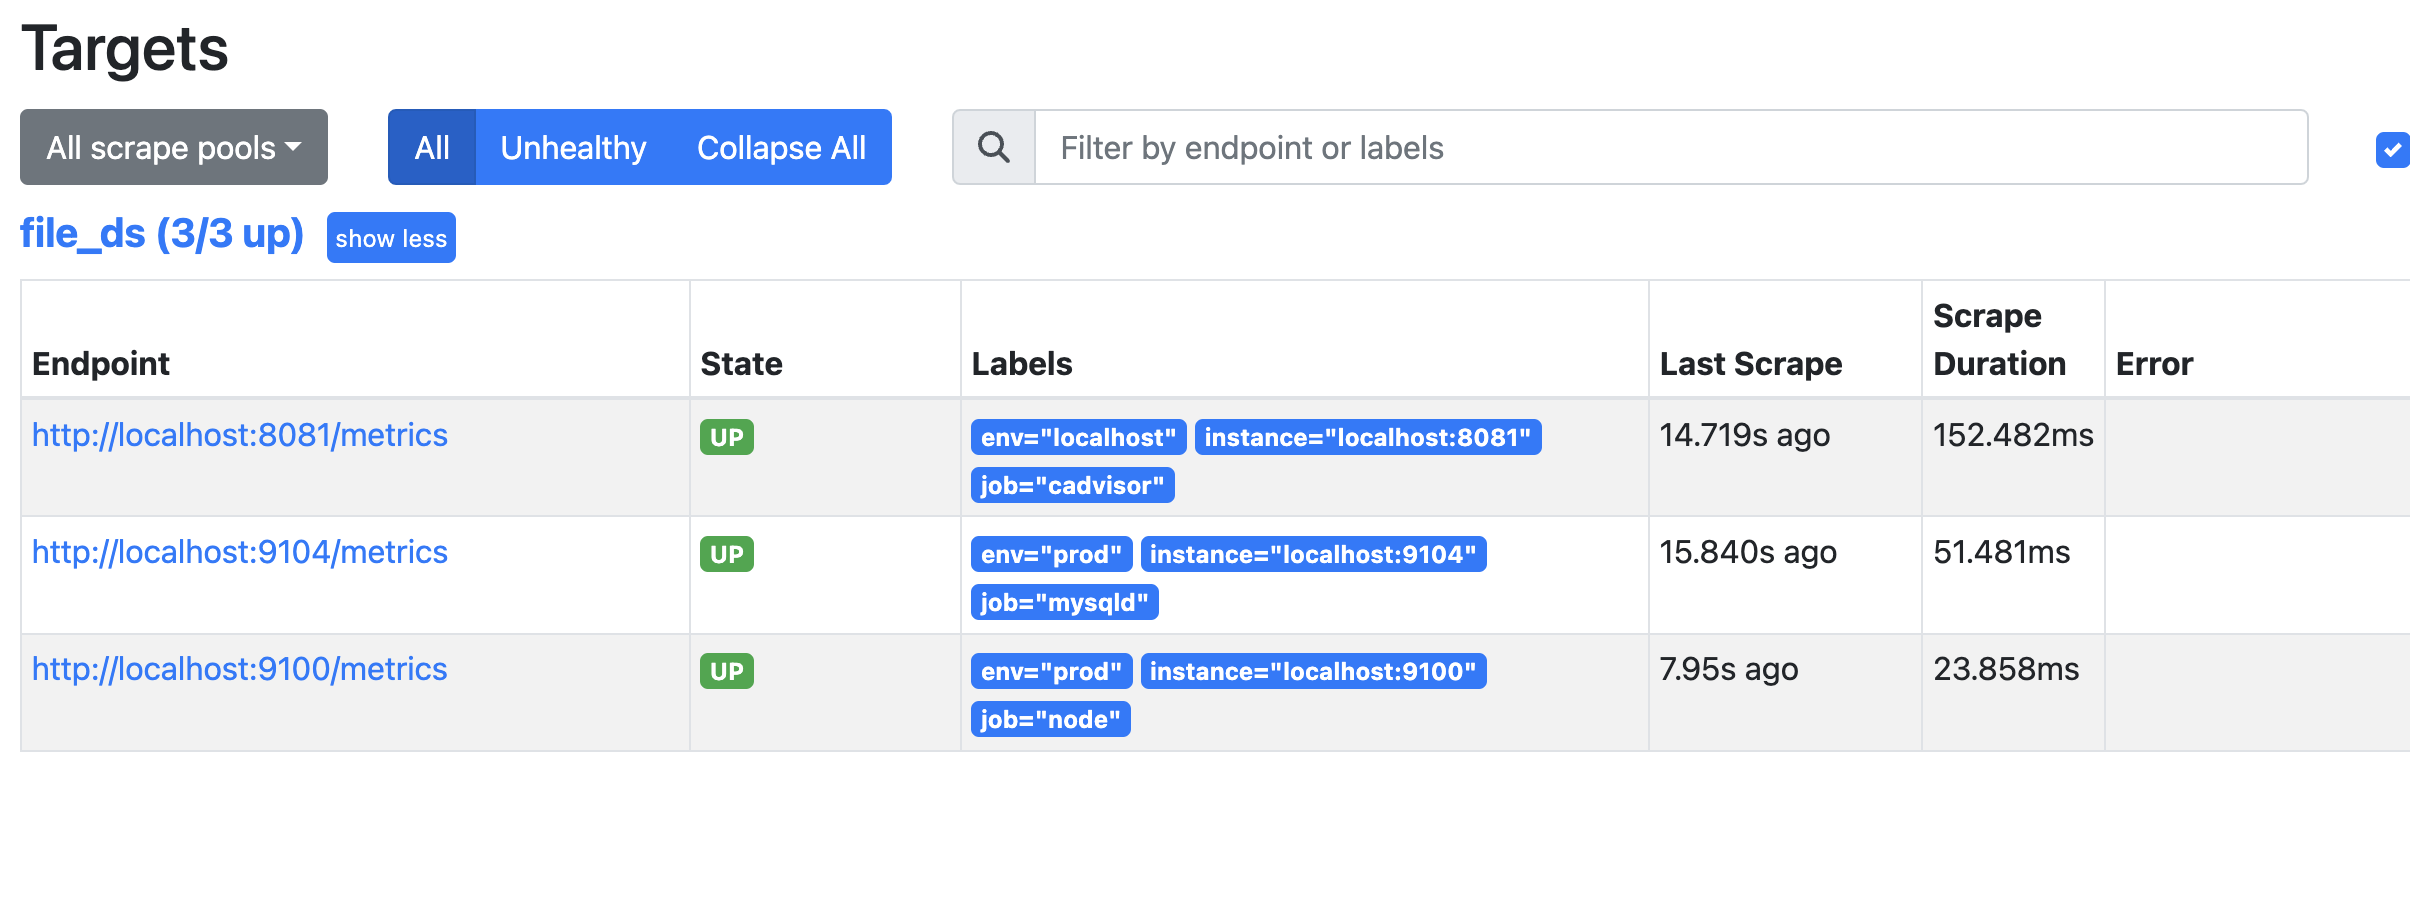 Targets
All scrape pools All Unhealthy Collapse All Filter by endpoint or labels
file_ds (3/3 up) show less
Endpoint State Labels Last Scrape Scrape Duration Error
http://localhost:8081/metrics UP env="localhost" instance="localhost:8081" 14.719s ago 152.482ms
job="cadvisor"
http://localhost:9104/metrics UP env="prod" instance="localhost:9104" 15.840s ago 51.481ms
job="mysqld"
http://localhost:9100/metrics UP env="prod" instance="localhost:9100" 7.95s ago 23.858ms
job="node"